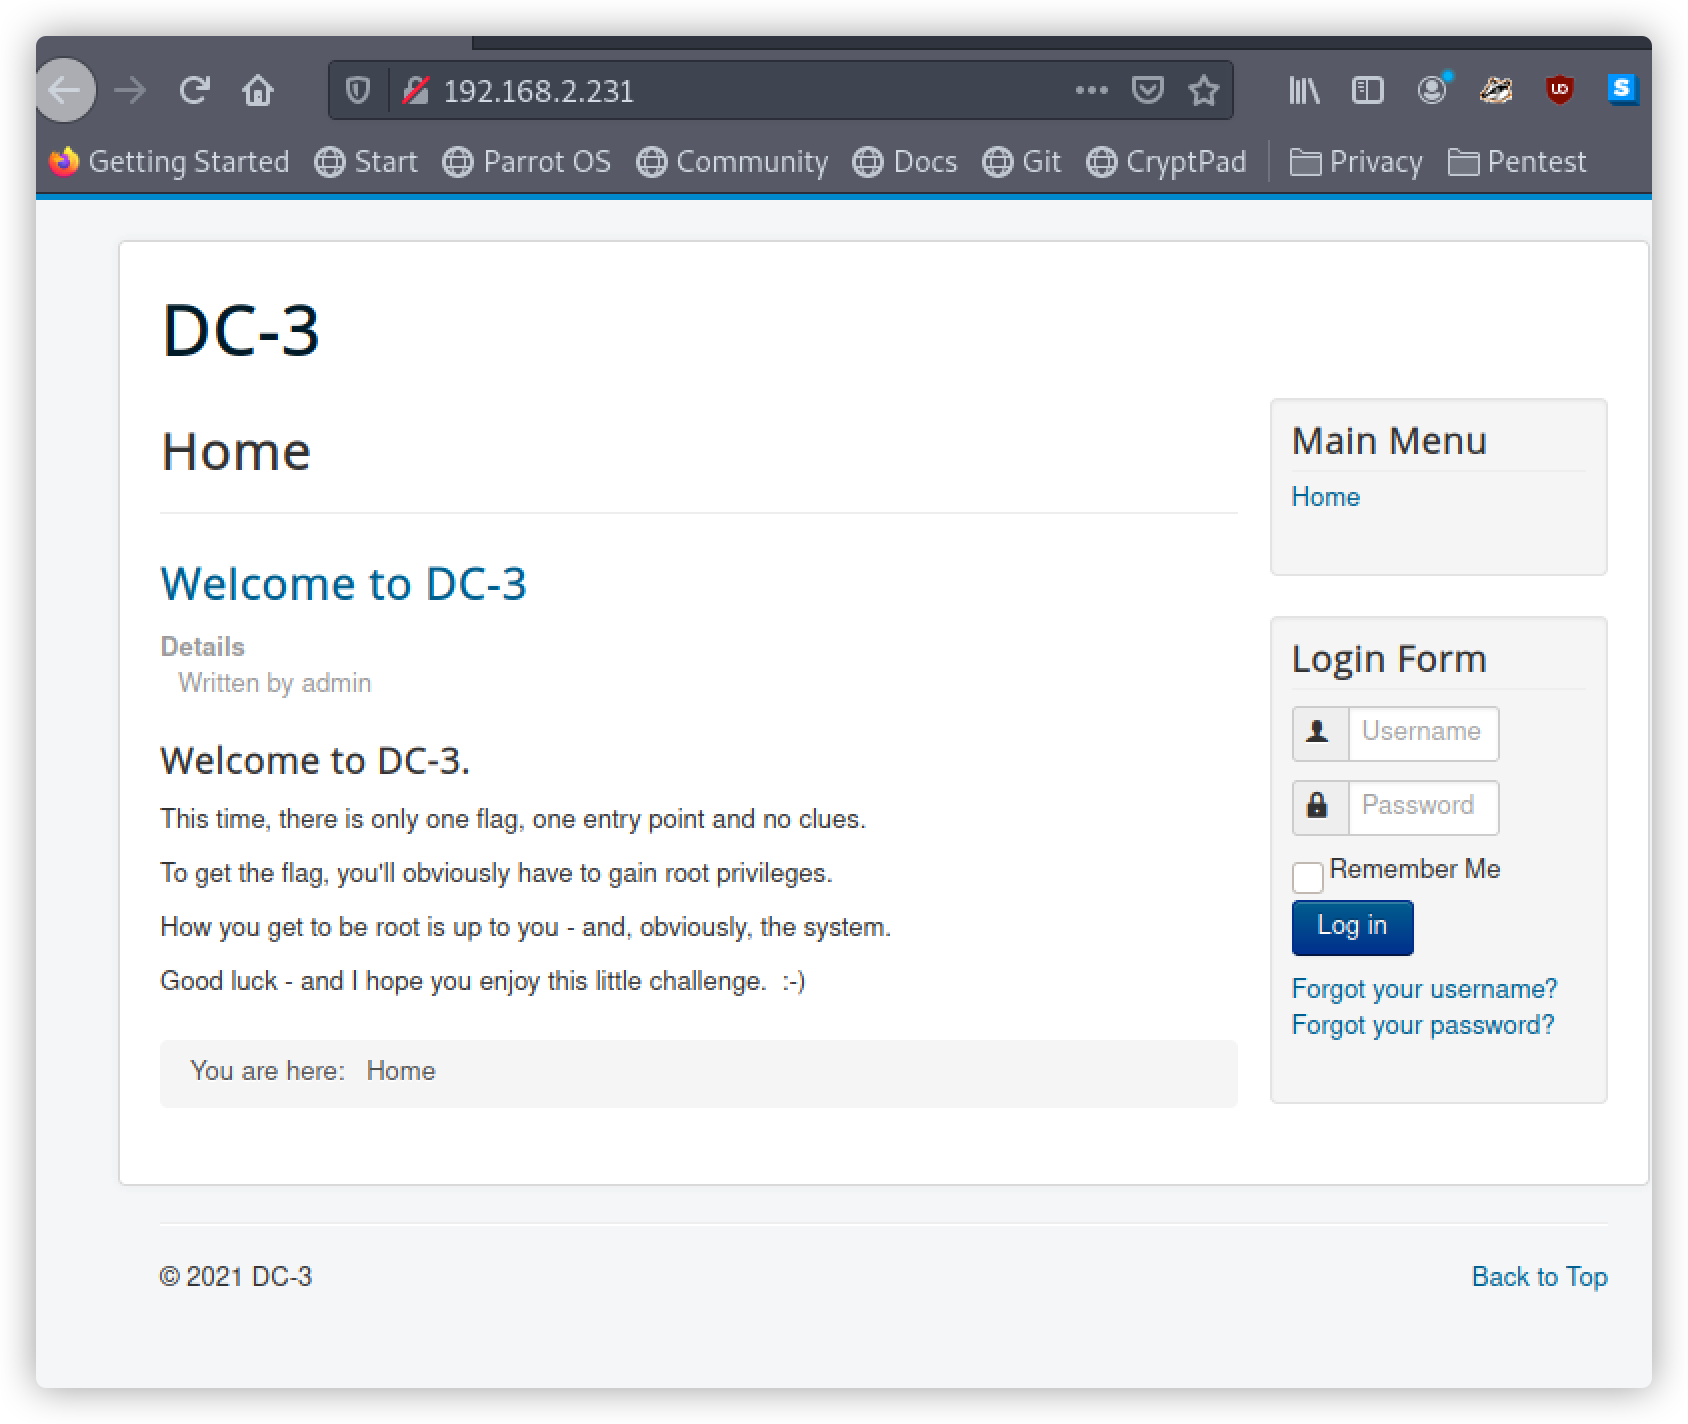 192.168.2.231
Getting Started Start Parrot OS Community Docs Git CryptPad Privacy Pentest
DC-3
Home
Welcome to DC-3
Details
Written by admin
Welcome to DC-3.
This time, there is only one flag, one entry point and no clues.
To get the flag, you'll obviously have to gain root privileges.
How you get to be root is up to you - and, obviously, the system.
Good luck - and I hope you enjoy this little challenge.  :-)
You are here: Home
Main Menu
Home
Login Form
Username
Password
Remember Me
Log in
Forgot your username?
Forgot your password?
© 2021 DC-3
Back to Top